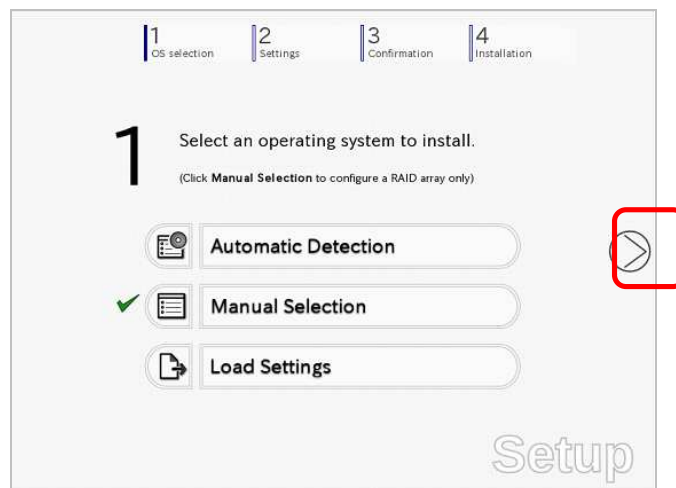 1 2 3 4
OS selection Settings Confirmation Installation
1 Select an operating system to install.
(Click Manual Selection to configure a RAID array only)
Automatic Detection
Manual Selection
Load Settings
Setup